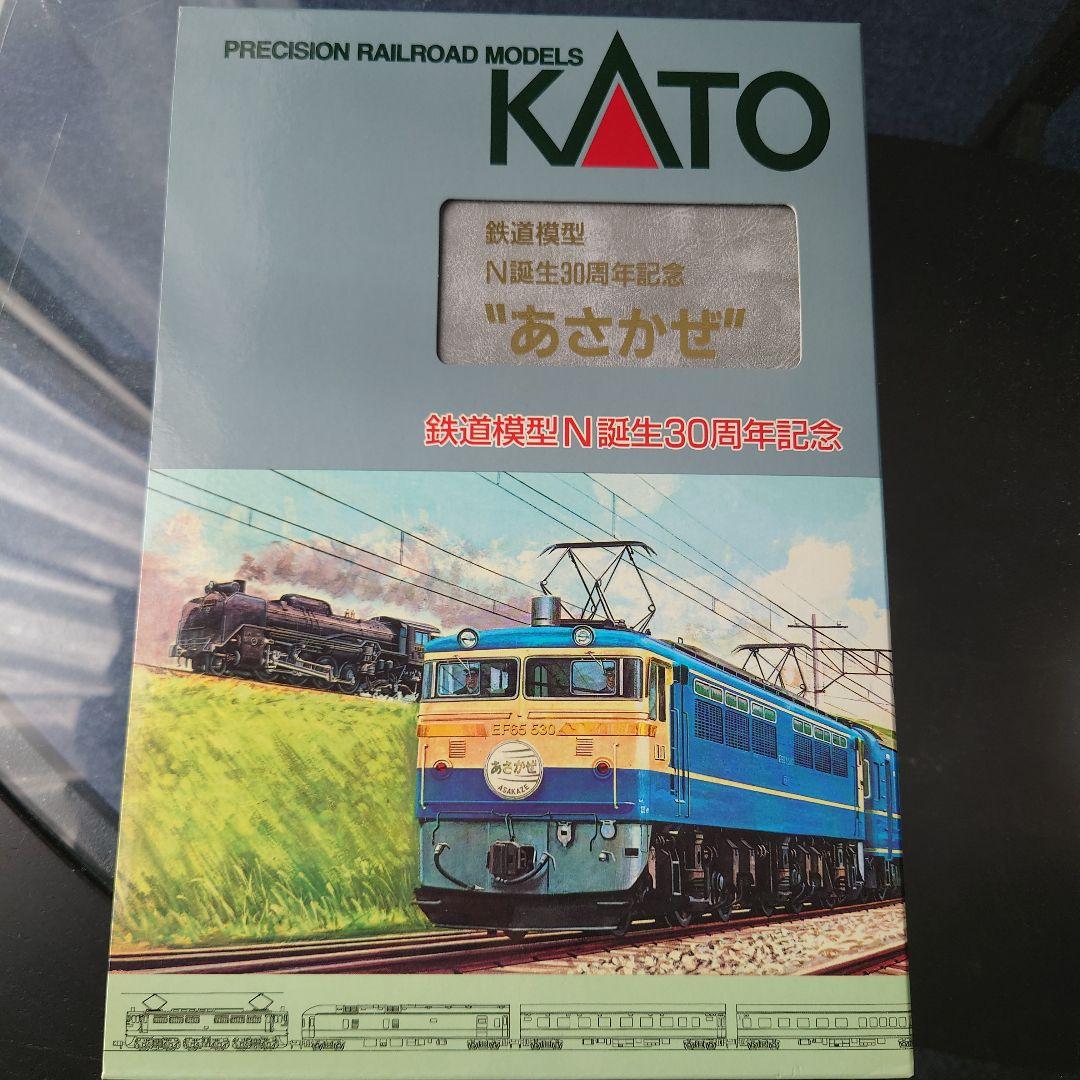 PRECISION RAILROAD MODELS
KATO
鉄道模型
N誕生30周年記念
"あさかぜ"
鉄道模型N誕生30周年記念
EF65 530
あさかぜ
ASAKAZE